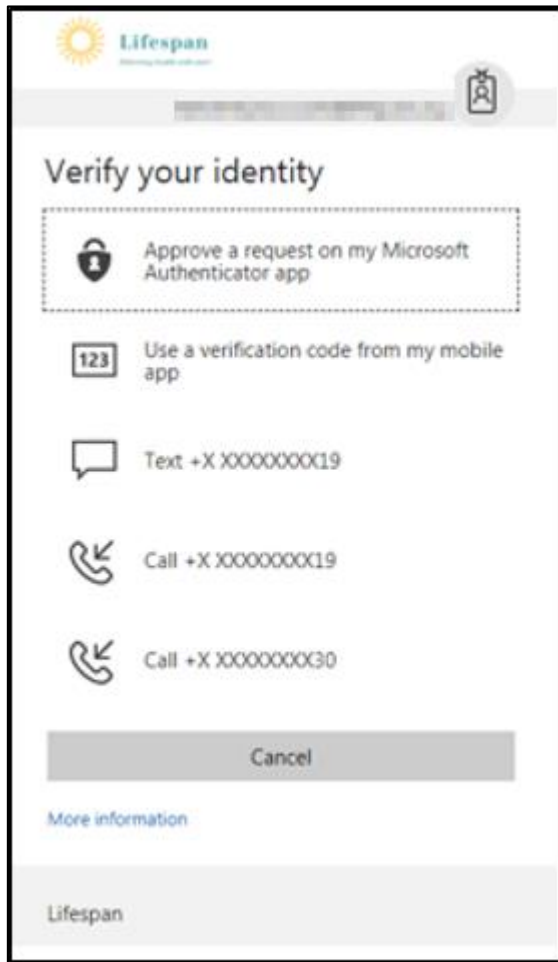 Lifespan
Verify your identity
Approve a request on my Microsoft
Authenticator app
123
Use a verification code from my mobile
app
Text +X XXXXXXXX19
Call +X XXXXXXXX19
Call +X XXXXXXXX30
Cancel
More information
Lifespan